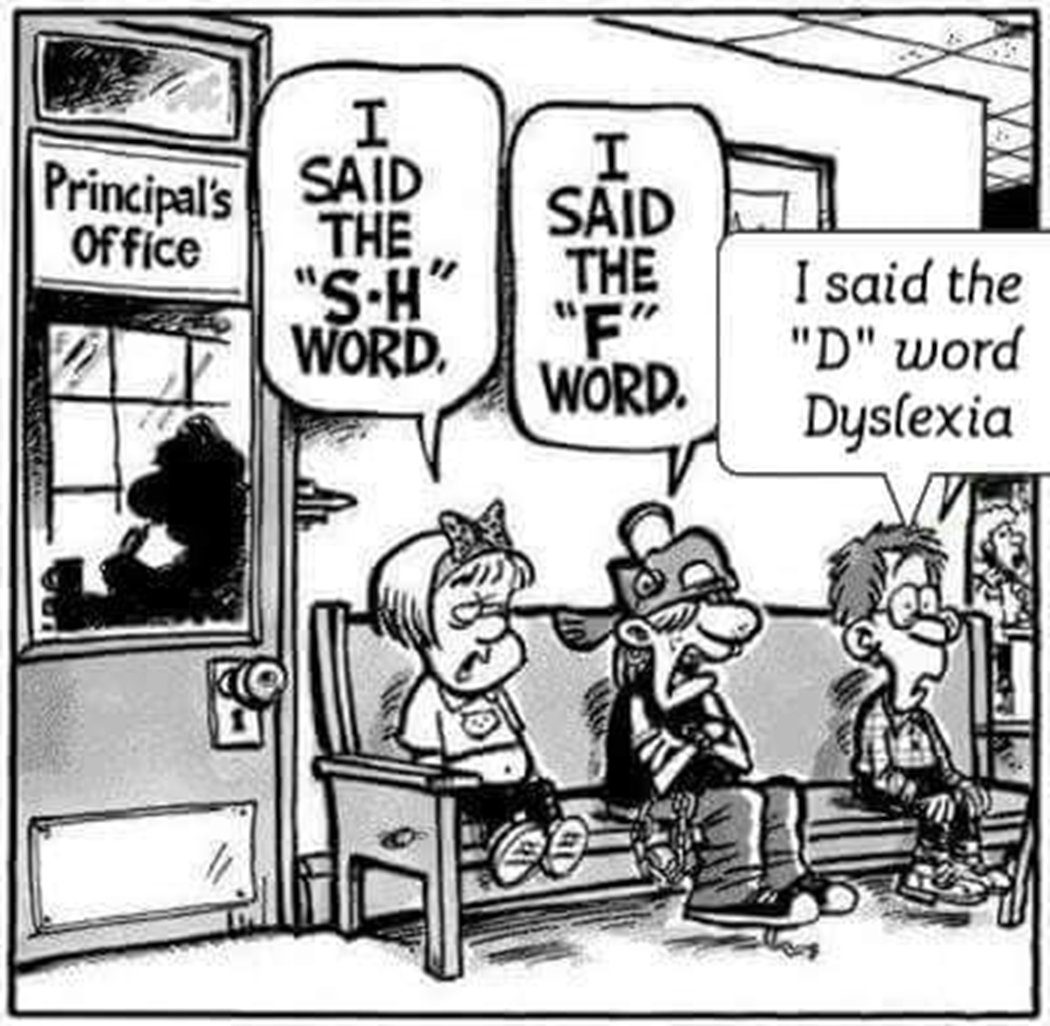 Principal's
Office
I
SAID
THE
"S-H"
WORD.
I
SAID
THE
"F"
WORD.
I said the
"D" word
Dyslexia